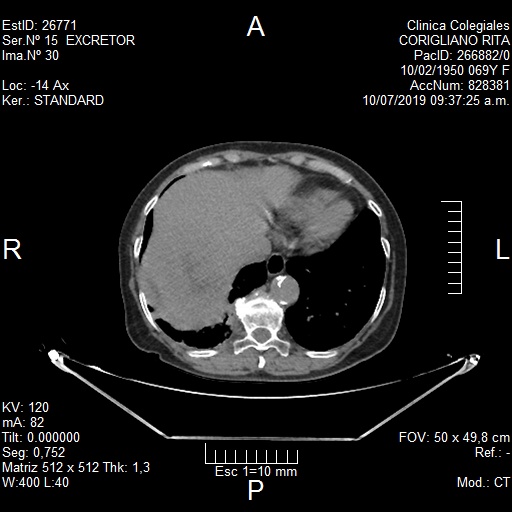 EstID: 26771
Ser.Nº 15 EXCRETOR
Ima.Nº 30
Loc: -14 Ax
Ker.: STANDARD
A
Clinica Colegiales
CORIGLIANO RITA
PacID: 266882/0
10/02/1950 069Y F
AccNum: 828381
10/07/2019 09:37:25 a.m.
R
L
KV: 120
mA: 82
Tilt: 0.000000
Seg: 0,752
Matriz 512 x 512 Thk: 1,3
W:400 L:40
Esc 1=10 mm
P
FOV: 50 x 49,8 cm
Ref.: -
Mod.: CT